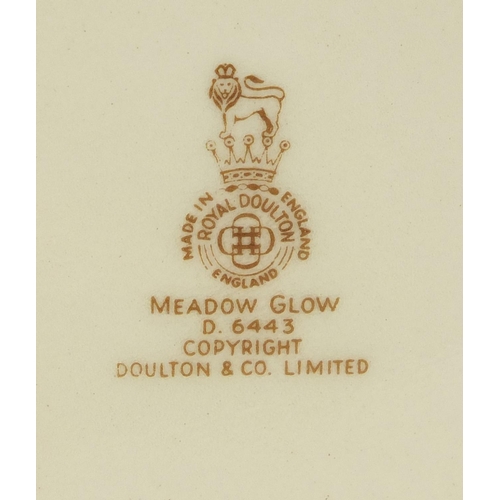 MADE IN ENGLAND
ROYAL DOULTON
ENGLAND
MEADOW GLOW
D. 6443
COPYRIGHT
DOULTON & CO. LIMITED